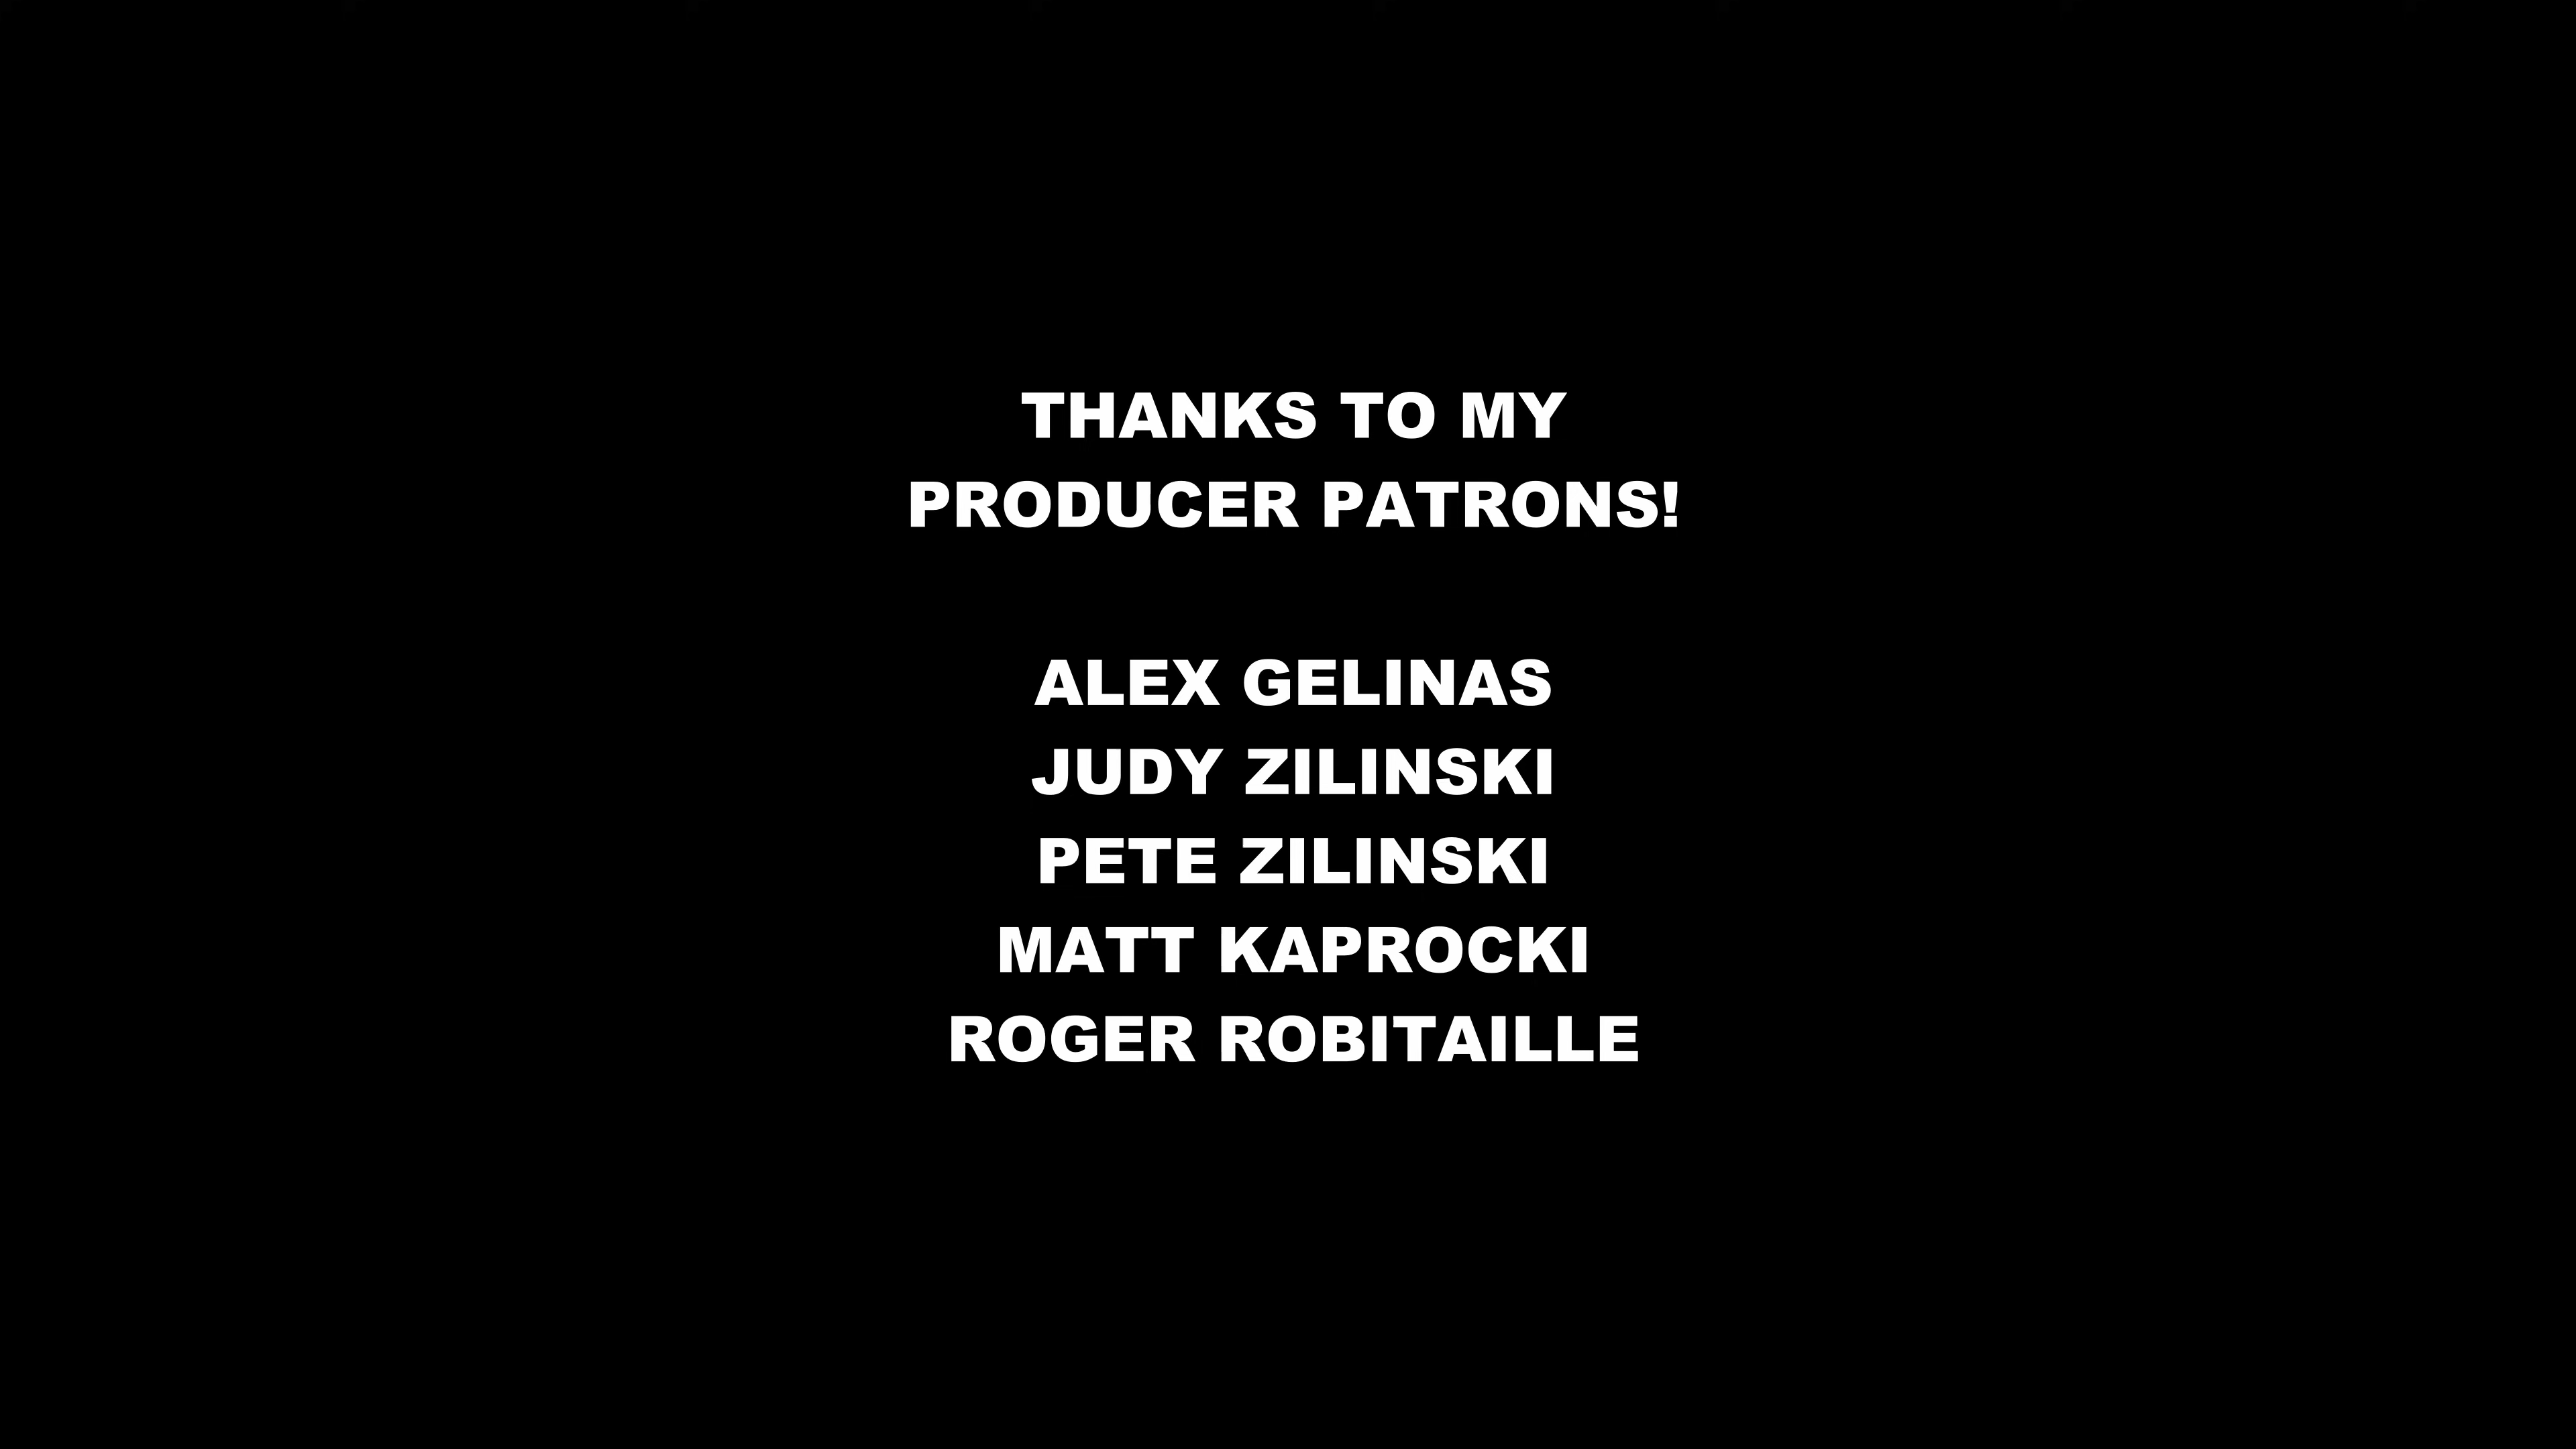 THANKS TO MY
PRODUCER PATRONS!
ALEX GELINAS
JUDY ZILINSKI
PETE ZILINSKI
MATT KAPROCKI
ROGER ROBITAILLE